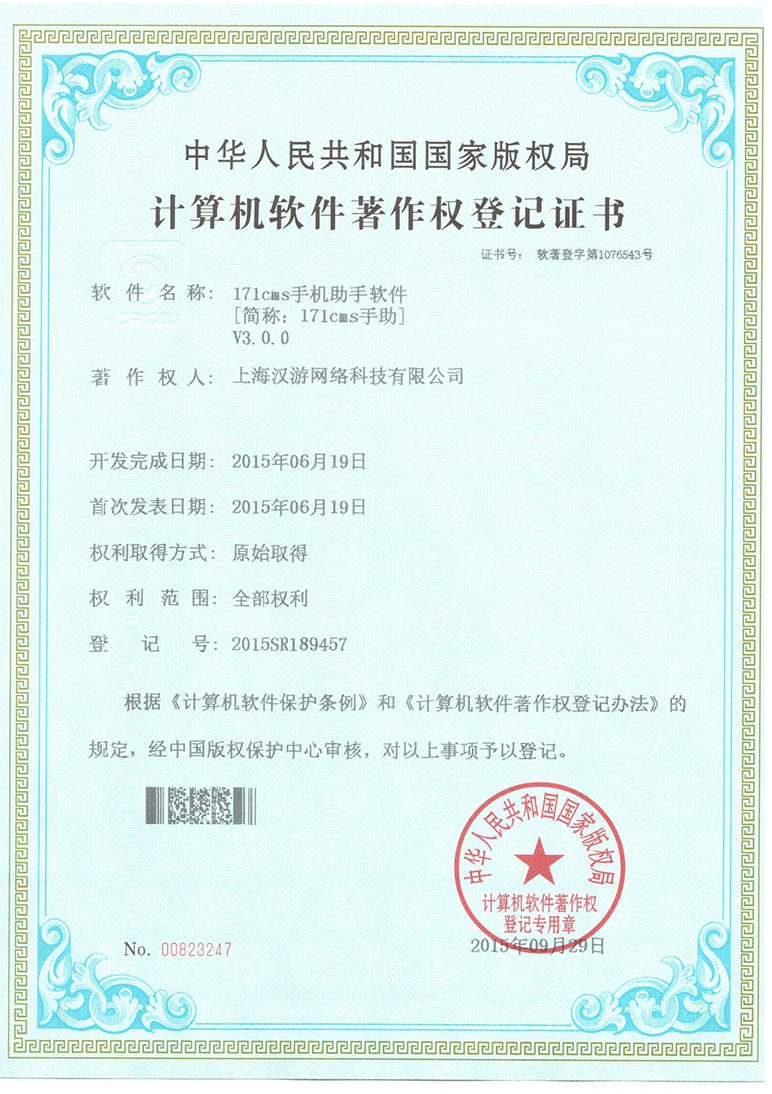 中华人民共和国国家版权局
计算机软件著作权登记证书
证书号： 软著登字第1076543号
软件名称： 171cms手机助手软件
[简称：171cms手助]
V3.0.0
著作权人： 上海汉游网络科技有限公司
开发完成日期： 2015年06月19日
首次发表日期： 2015年06月19日
权利取得方式： 原始取得
权利范围： 全部权利
登记号： 2015SR189457
根据《计算机软件保护条例》和《计算机软件著作权登记办法》的
规定，经中国版权保护中心审核，对以上事项予以登记。
中华人民共和国国家版权局
计算机软件著作权
登记专用章
No. 00823247
2015年09月29日